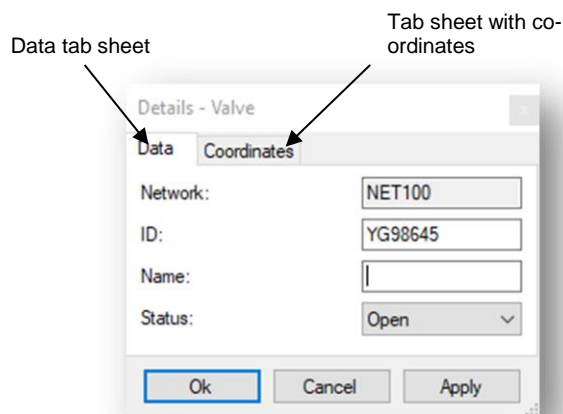 Tab sheet with co-
ordinates
Data tab sheet
Details - Valve
x
Data Coordinates
Network: NET100
ID: YG98645
Name:
Status: Open
Ok Cancel Apply